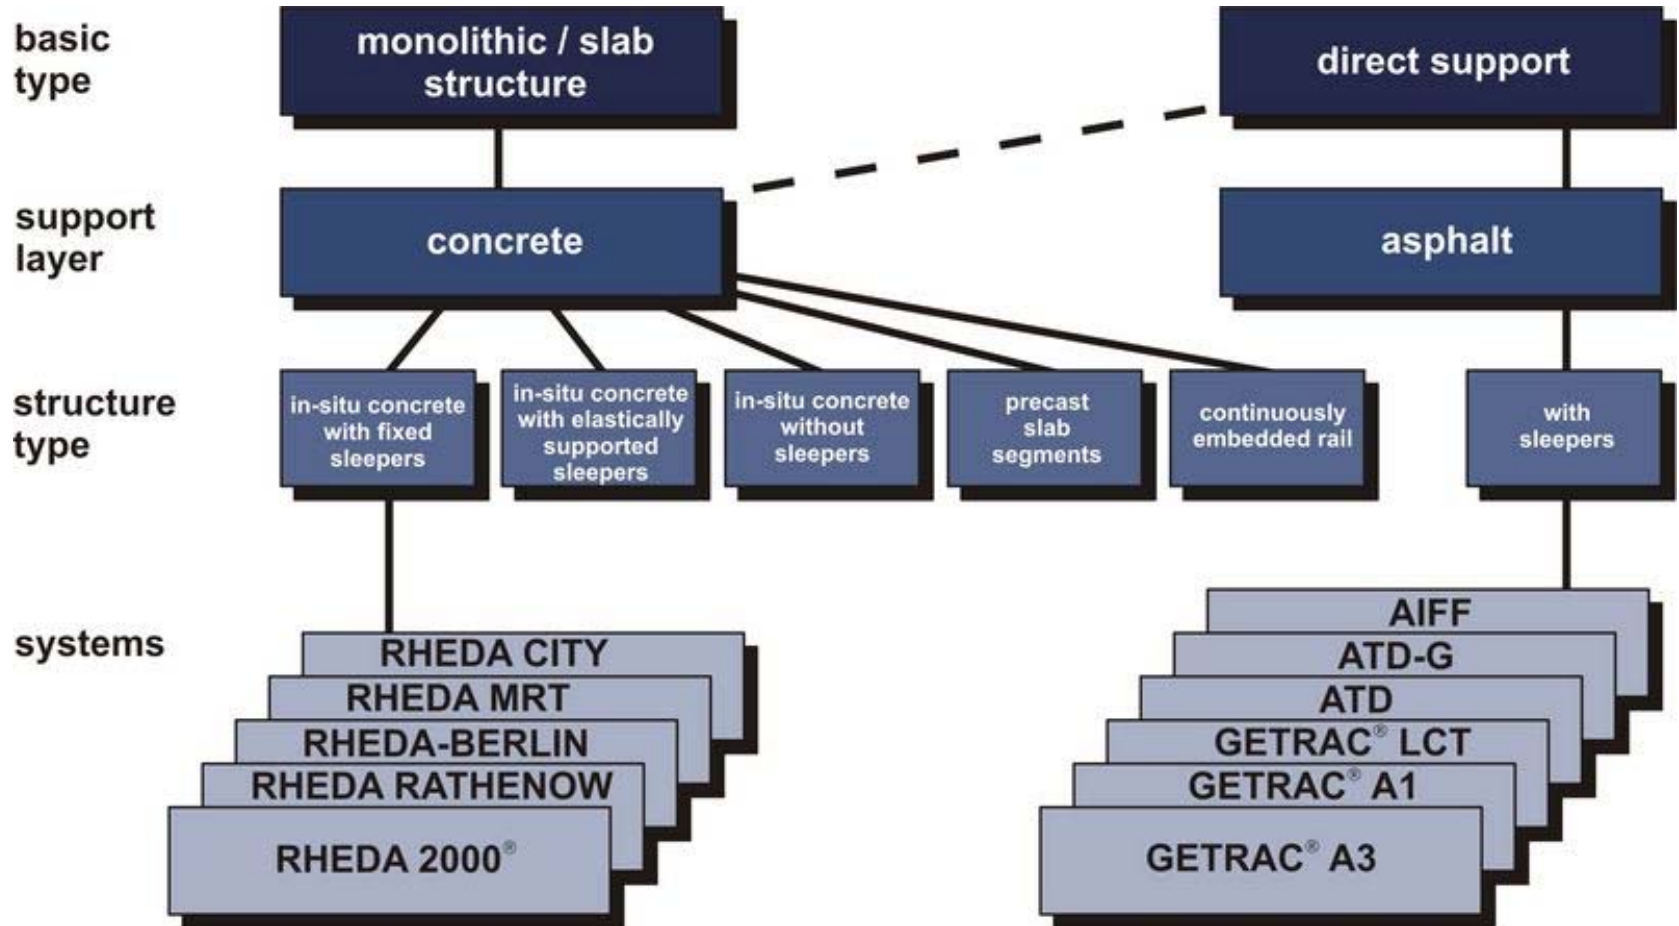 basic
type
monolithic / slab
structure
direct support
support
layer
concrete
asphalt
structure
type
in-situ concrete
with fixed
sleepers
in-situ concrete
with elastically
supported
sleepers
in-situ concrete
without
sleepers
precast
slab
segments
continuously
embedded rail
with
sleepers
systems
RHEDA CITY
RHEDA MRT
RHEDA-BERLIN
RHEDA RATHENOW
RHEDA 2000®
AIFF
ATD-G
ATD
GETRAC® LCT
GETRAC® A1
GETRAC® A3